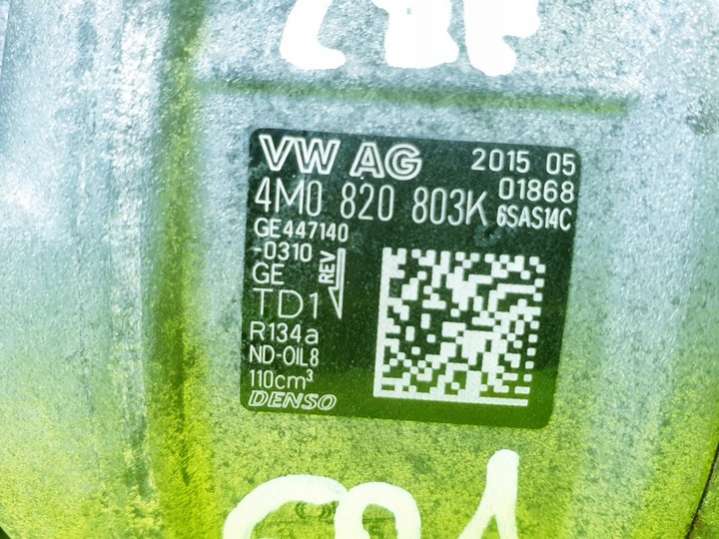 VW AG 2015 05
01868
4M0 820 803K 6SAS14C
GE447140
-0310
GE REV
TD1
R134a
ND-OIL8
110cm³
DENSO